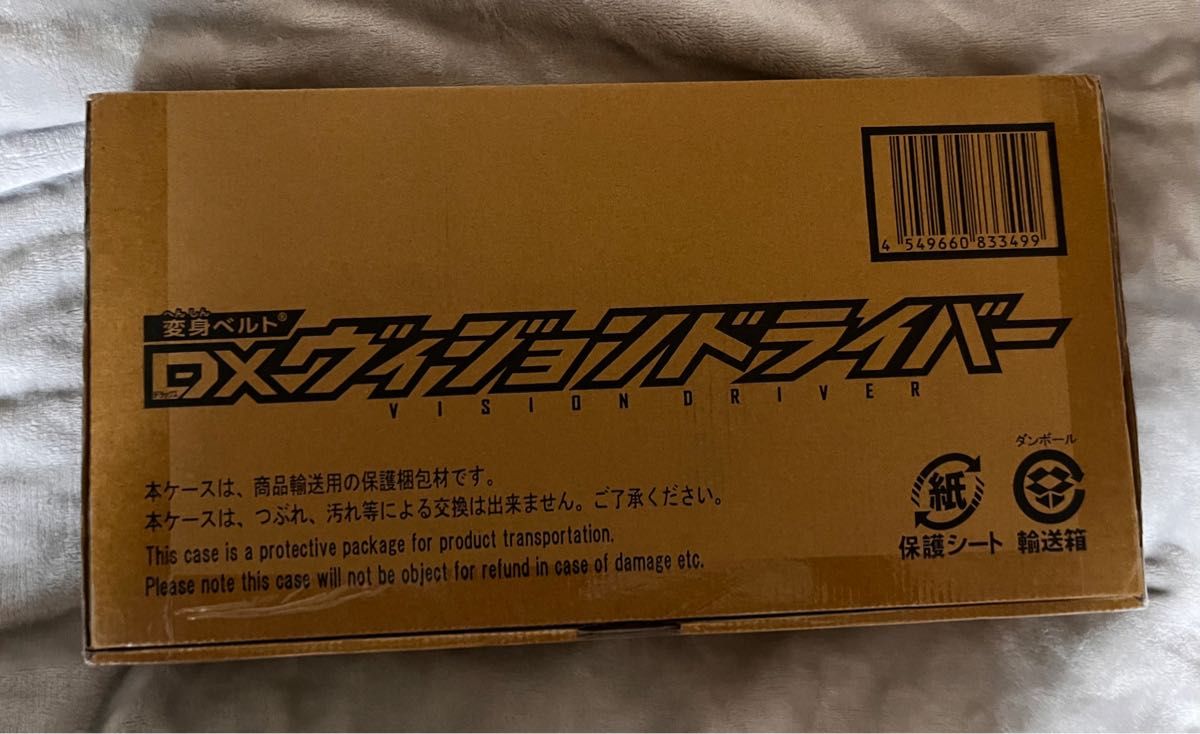 4 549660 833499
へんしん
変身ベルト®
DXヴィジョンドライバー
デラックス
VISION DRIVER
本ケースは、商品輸送用の保護梱包材です。
本ケースは、つぶれ、汚れ等による交換は出来ません。ご了承ください。
This case is a protective package for product transportation.
Please note this case will not be object for refund in case of damage etc.
紙
保護シート
ダンボール
輸送箱